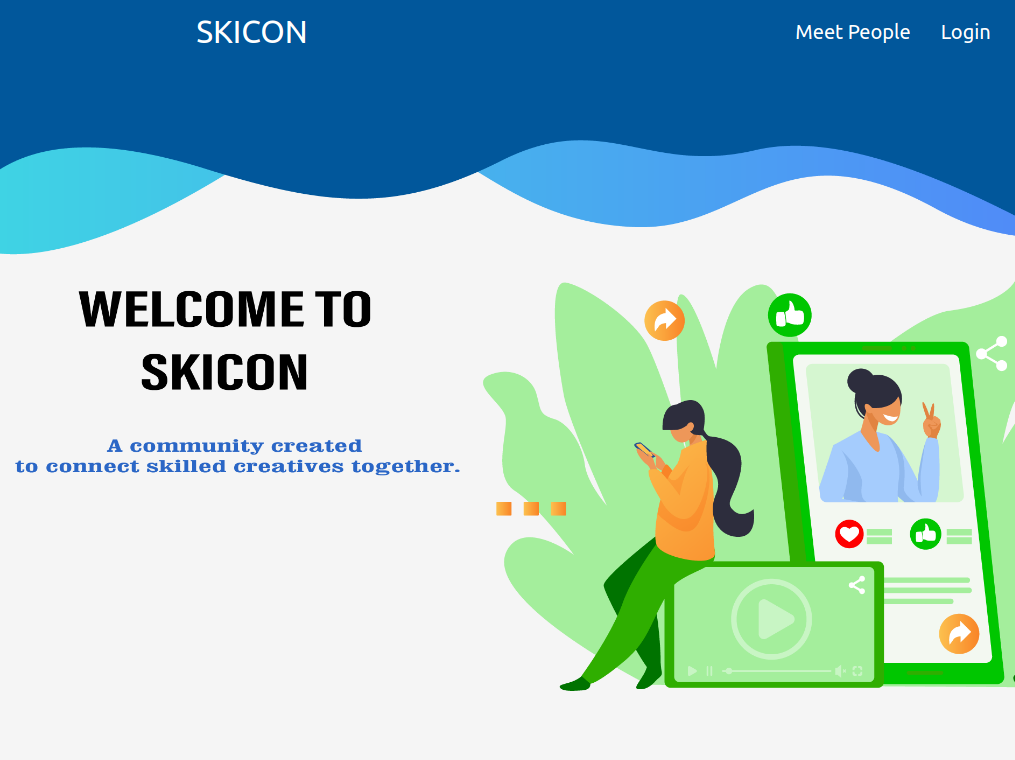 SKICON
Meet People
Login
WELCOME TO
SKICON
A community created
to connect skilled creatives together.